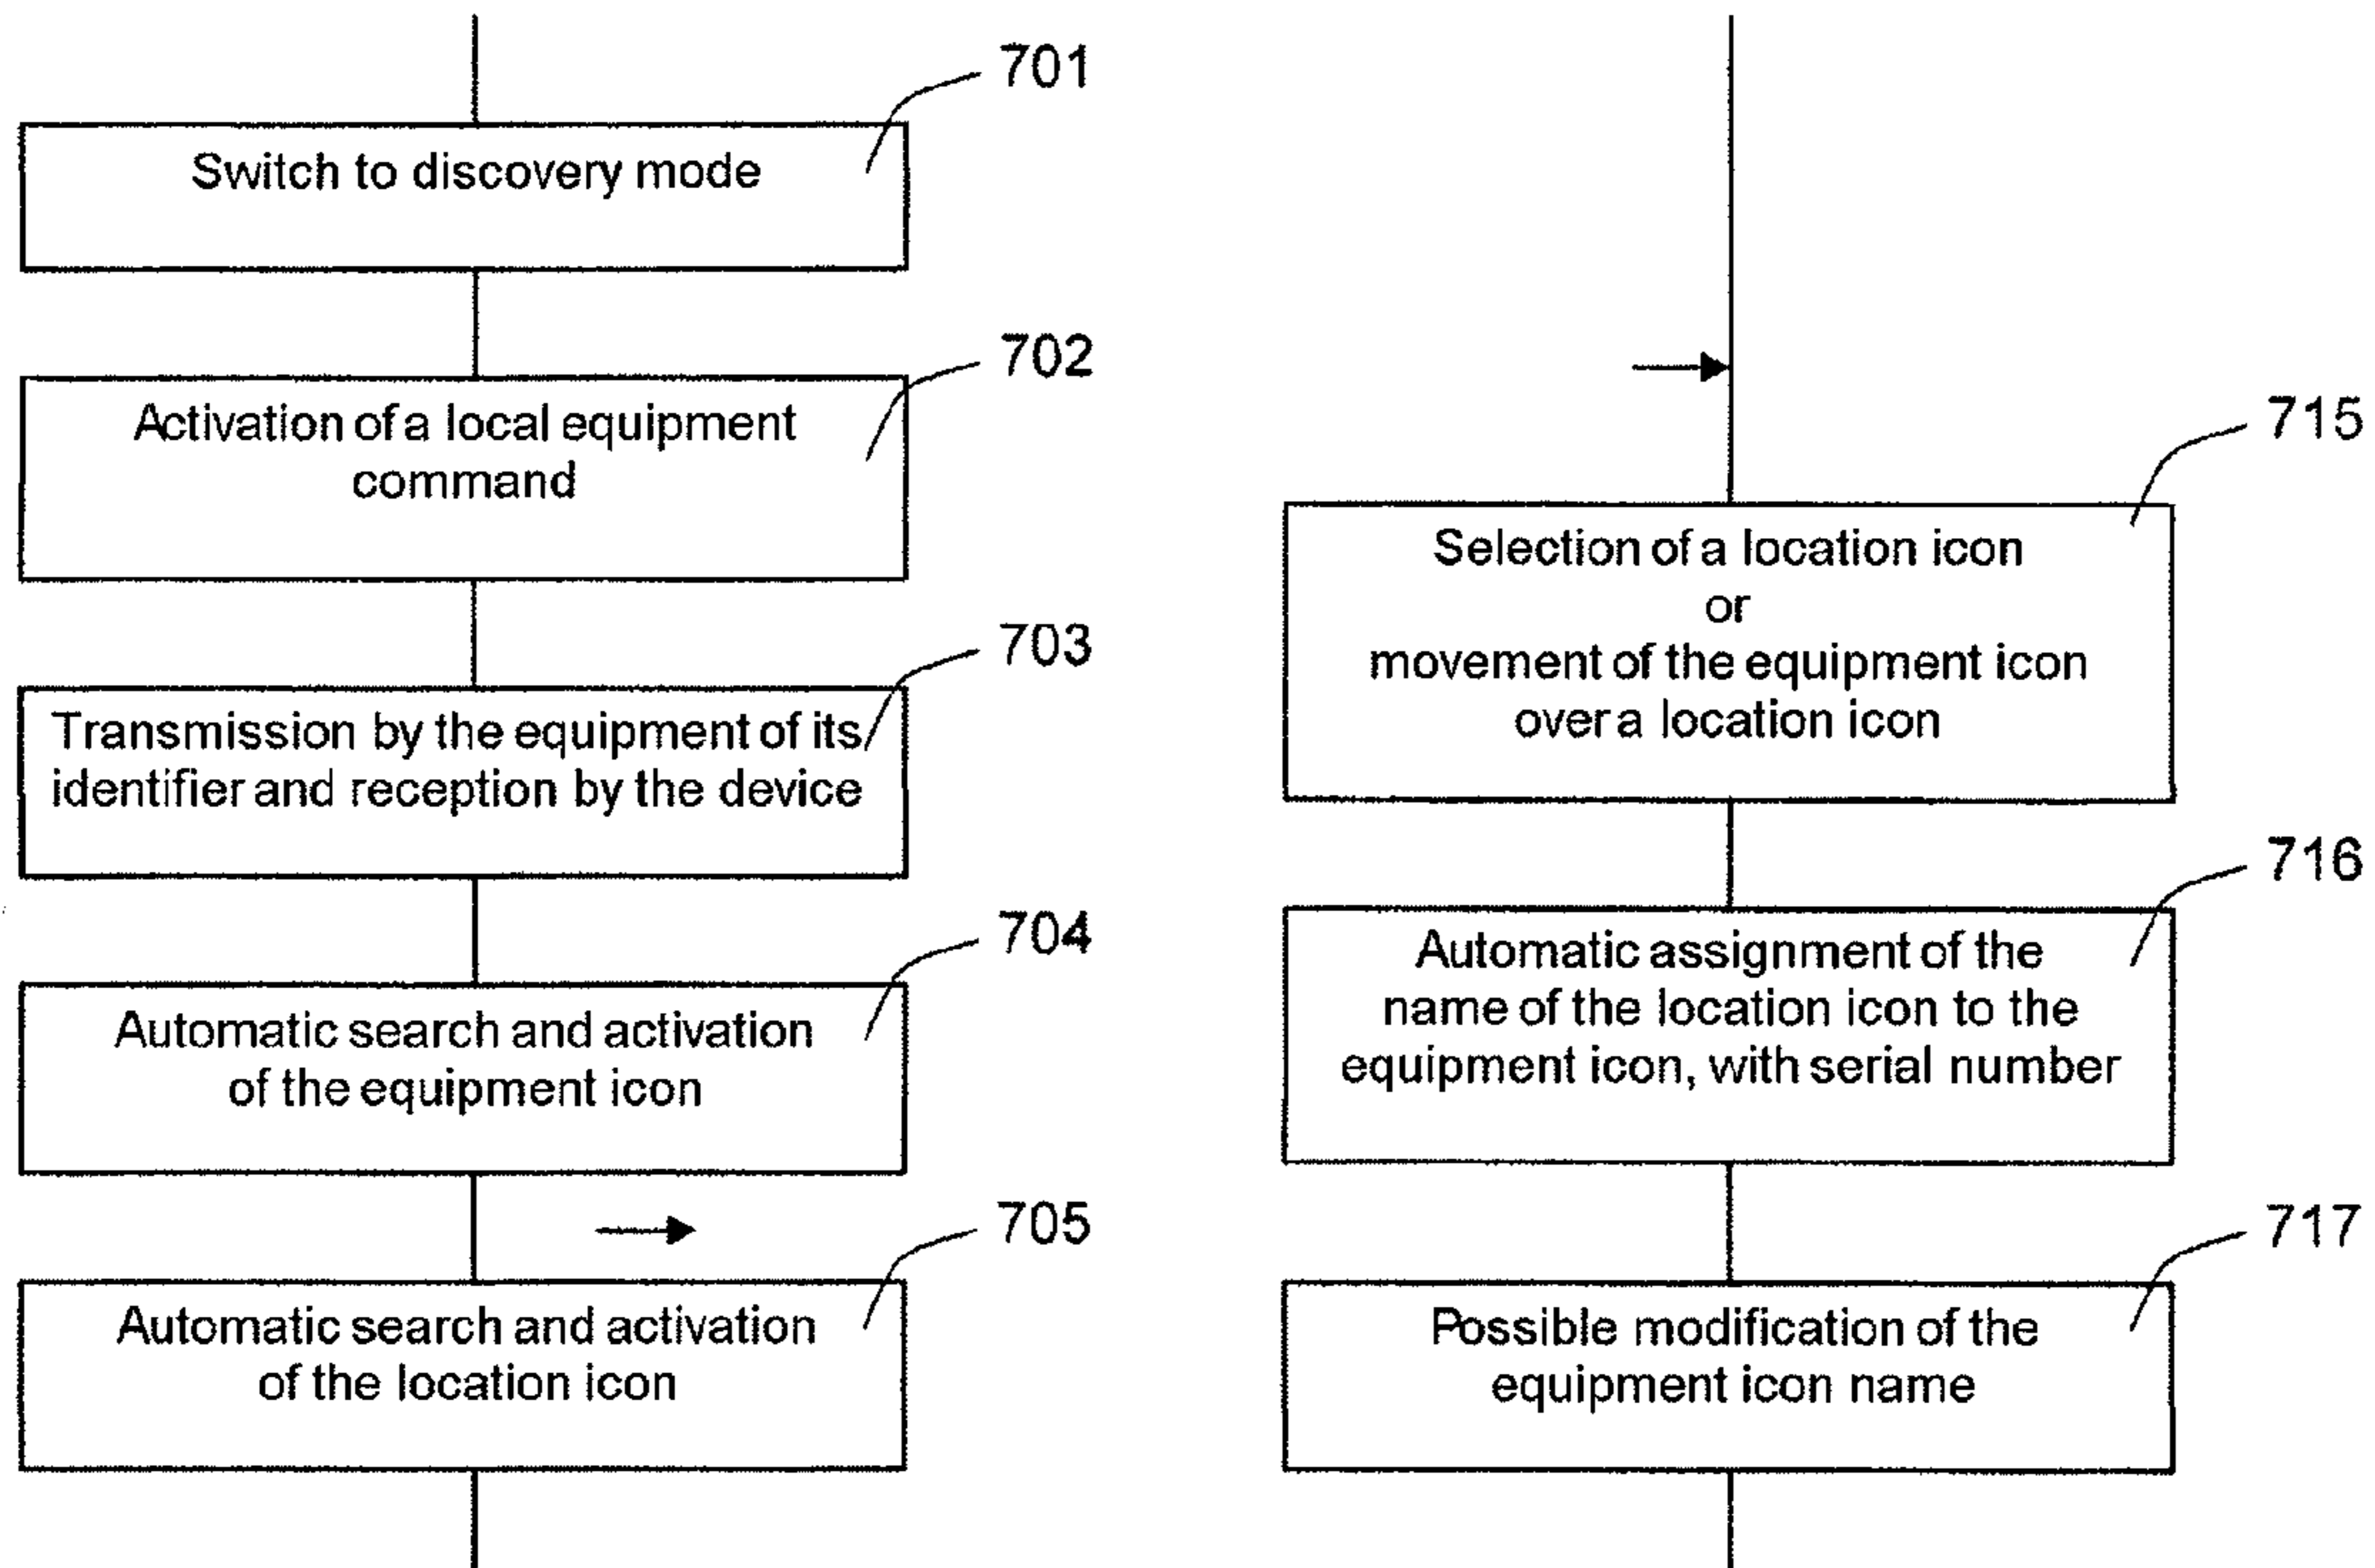 701
Switch to discovery mode
702
Activation of a local equipment
command
703
Transmission by the equipment of its
identifier and reception by the device
704
Automatic search and activation
of the equipment icon
705
Automatic search and activation
of the location icon
715
Selection of a location icon
or
movement of the equipment icon
over a location icon
716
Automatic assignment of the
name of the location icon to the
equipment icon, with serial number
717
Possible modification of the
equipment icon name